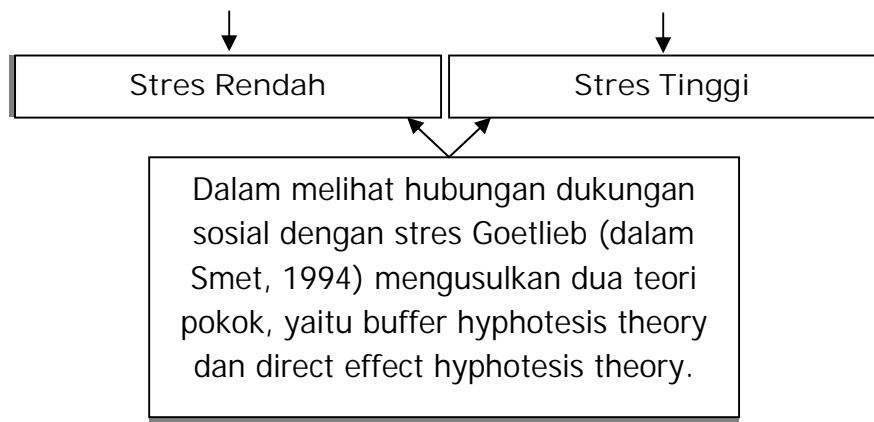 Stres Rendah
Stres Tinggi
Dalam melihat hubungan dukungan
sosial dengan stres Goetlieb (dalam
Smet, 1994) mengusulkan dua teori
pokok, yaitu buffer hyphotesis theory
dan direct effect hyphotesis theory.